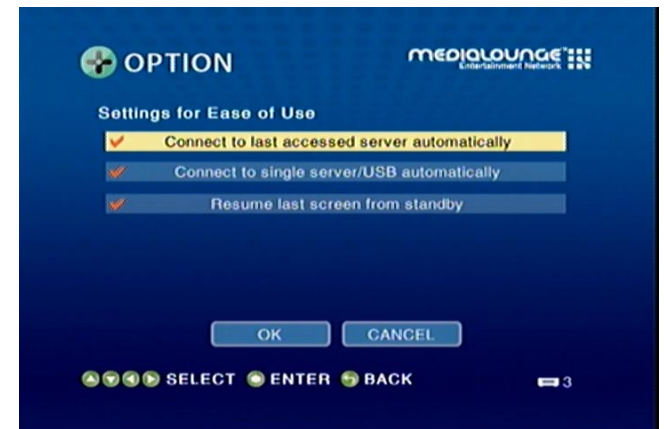 OPTION
MEDIALOUNGE™
Entertainment Network
Settings for Ease of Use
Connect to last accessed server automatically
Connect to single server/USB automatically
Resume last screen from standby
OK CANCEL
SELECT ENTER BACK 3